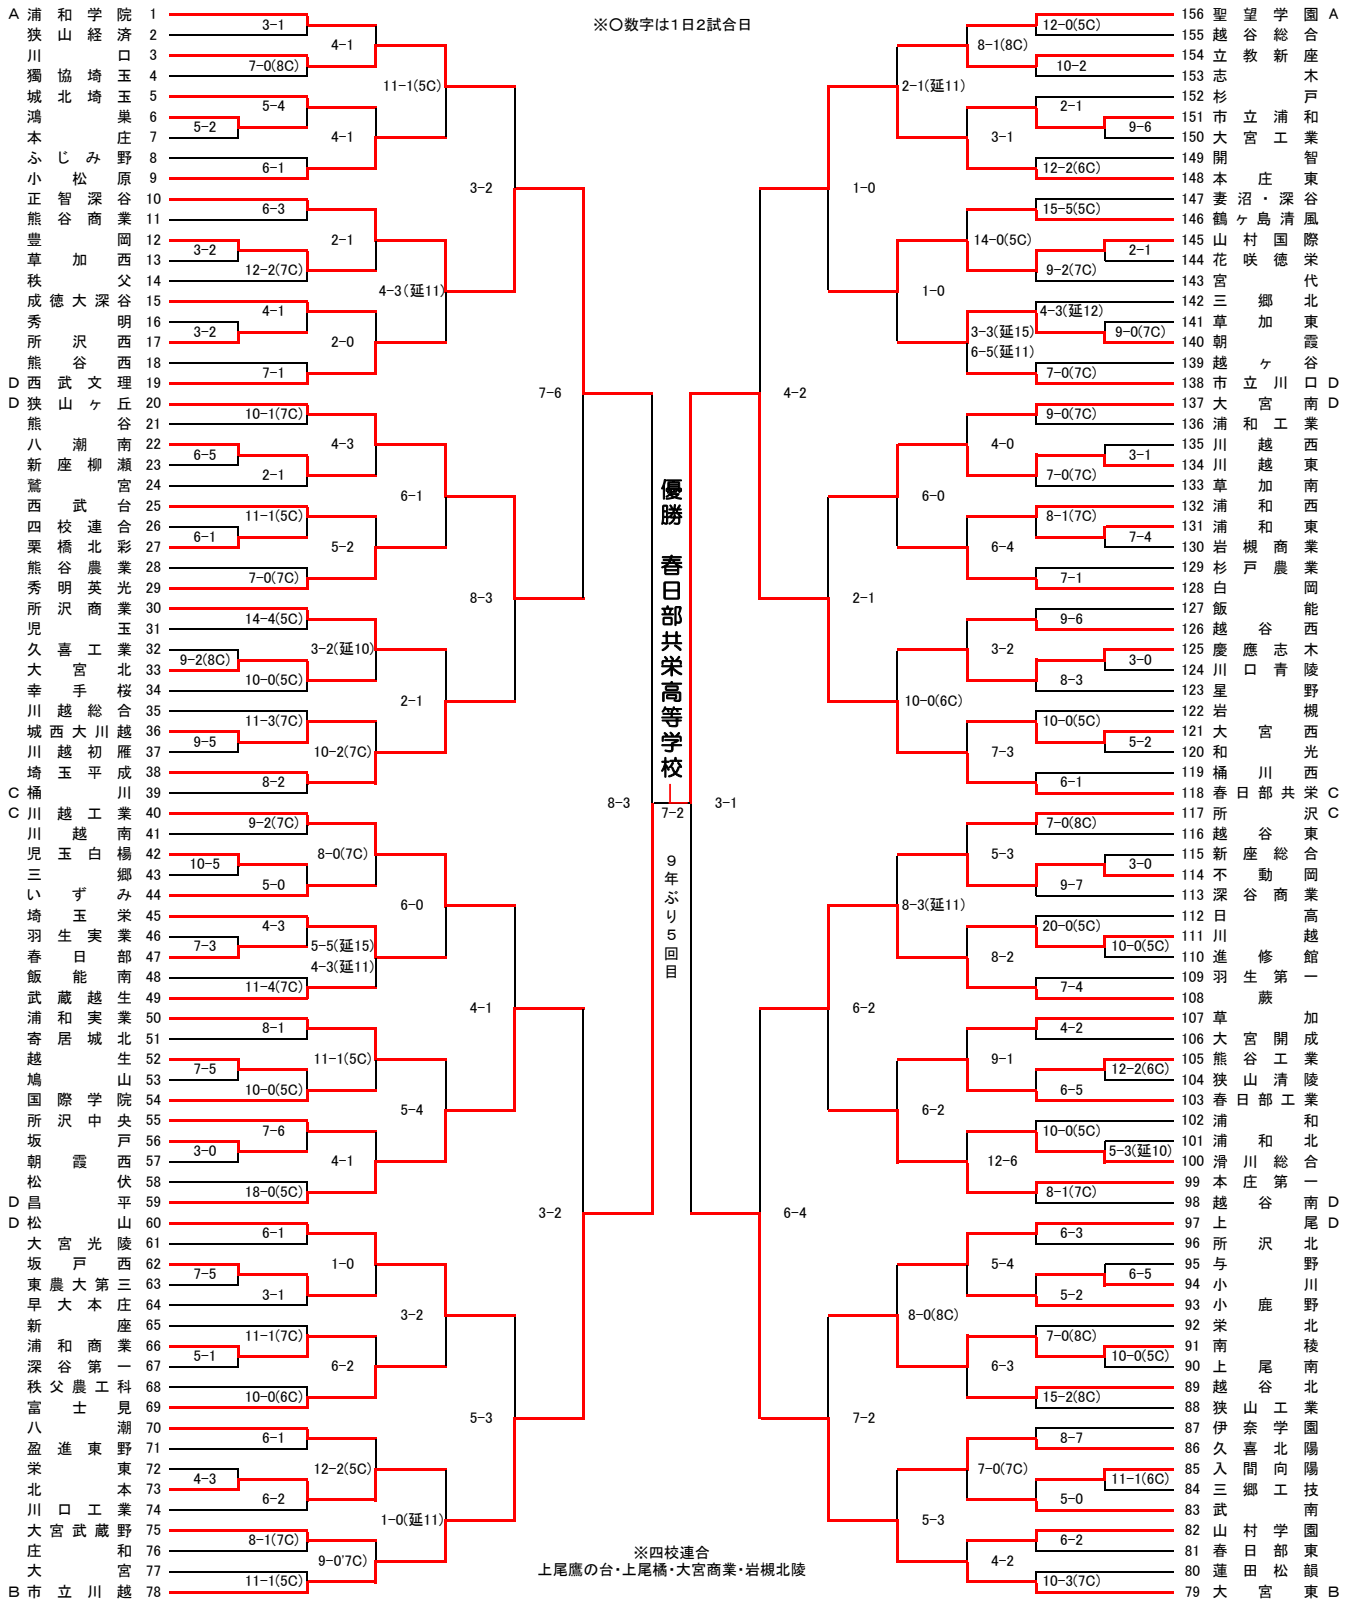 ※○数字は1日2試合日
A 浦和学院 1
狭山経済 2
川口 3
獨協埼玉 4
城北埼玉 5
鴻巣 6
本庄 7
ふじみ野 8
小松原 9
正智深谷 10
熊谷商業 11
豊岡 12
草加西 13
秩父 14
成徳大深谷 15
秀明 16
所沢西 17
熊谷西 18
D 西武文理 19
D 狭山ヶ丘 20
熊谷 21
八潮南 22
新座柳瀬 23
鷲宮 24
西武台 25
四校連合 26
栗橋北彩 27
熊谷農業 28
秀明英光 29
所沢商業 30
児玉 31
久喜工業 32
大宮北 33
幸手桜 34
川越総合 35
城西大川越 36
川越初雁 37
埼玉平成 38
C 桶川 39
C 川越工業 40
川越南 41
児玉白楊 42
三郷 43
いずみ 44
埼玉栄 45
羽生実業 46
春日部 47
飯能南 48
武蔵越生 49
浦和実業 50
寄居城北 51
越生 52
鳩山 53
国際学院 54
所沢中央 55
坂戸 56
朝霞西 57
松伏 58
D 昌平 59
D 松山 60
大宮光陵 61
坂戸西 62
東農大第三 63
早大本庄 64
新座 65
浦和商業 66
深谷第一 67
秩父農工科 68
富士見 69
八潮 70
盈進東野 71
栄東 72
北本 73
川口工業 74
大宮武蔵野 75
庄和 76
大宮 77
B 市立川越 78
3-1
7-0(8C)
5-4
5-2
6-1
6-3
3-2
12-2(7C)
4-1
3-2
7-1
10-1(7C)
6-5
2-1
11-1(5C)
6-1
7-0(7C)
14-4(5C)
9-2(8C)
10-0(5C)
11-3(7C)
9-5
8-2
9-2(7C)
10-5
5-0
4-3
7-3
11-4(7C)
8-1
7-5
10-0(5C)
7-6
3-0
18-0(5C)
6-1
7-5
3-1
11-1(7C)
5-1
10-0(6C)
6-1
4-3
6-2
8-1(7C)
11-1(5C)
4-1
4-1
2-1
2-0
4-3
5-2
3-2(延10)
10-2(7C)
8-0(7C)
5-5(延15)
4-3(延11)
11-1(5C)
4-1
1-0
6-2
12-2(5C)
9-0'7C)
11-1(5C)
4-3(延11)
6-1
2-1
6-0
5-4
3-2
1-0(延11)
3-2
8-3
4-1
5-3
7-6
3-2
8-3
優勝 春日部共栄高等学校
7-2
9年ぶり5回目
3-1
4-2
6-4
1-0
2-1
6-2
7-2
2-1(延11)
1-0
6-0
10-0(6C)
8-3(延11)
6-2
8-0(8C)
5-3
8-1(8C)
3-1
14-0(5C)
3-3(延15)
6-5(延11)
4-0
6-4
3-2
7-3
5-3
8-2
9-1
12-6
5-4
6-3
7-0(7C)
4-2
12-0(5C)
10-2
2-1
9-6
12-2(6C)
15-5(5C)
2-1
9-2(7C)
4-3(延12)
9-0(7C)
7-0(7C)
9-0(7C)
3-1
7-0(7C)
8-1(7C)
7-4
7-1
9-6
3-0
8-3
10-0(5C)
5-2
6-1
7-0(8C)
3-0
9-7
20-0(5C)
10-0(5C)
7-4
4-2
12-2(6C)
6-5
10-0(5C)
5-3(延10)
8-1(7C)
6-3
6-5
5-2
7-0(8C)
10-0(5C)
15-2(8C)
8-7
11-1(6C)
5-0
6-2
10-3(7C)
156 聖望学園 A
155 越谷総合
154 立教新座
153 志木
152 杉戸
151 市立浦和
150 大宮工業
149 開智
148 本庄東
147 妻沼・深谷
146 鶴ヶ島清風
145 山村国際
144 花咲徳栄
143 宮代
142 三郷北
141 草加東
140 朝霞
139 越ヶ谷
138 市立川口 D
137 大宮南 D
136 浦和工業
135 川越西
134 川越東
133 草加南
132 浦和西
131 浦和東
130 岩槻商業
129 杉戸農業
128 白岡
127 飯能
126 越谷西
125 慶應志木
124 川口青陵
123 星野
122 岩槻
121 大宮西
120 和光
119 桶川西
118 春日部共栄 C
117 所沢 C
116 越谷東
115 新座総合
114 不動岡
113 深谷商業
112 日高
111 川越
110 進修館
109 羽生第一
108 蕨
107 草加
106 大宮開成
105 熊谷工業
104 狭山清陵
103 春日部工業
102 浦和
101 浦和北
100 滑川総合
99 本庄第一
98 越谷南 D
97 上尾 D
96 所沢北
95 与野
94 小川
93 小鹿野
92 栄北
91 南稜
90 上尾南
89 越谷北
88 狭山工業
87 伊奈学園
86 久喜北陽
85 入間向陽
84 三郷工技
83 武南
82 山村学園
81 春日部東
80 蓮田松韻
79 大宮東 B
※四校連合
上尾鷹の台・上尾橘・大宮商業・岩槻北陵